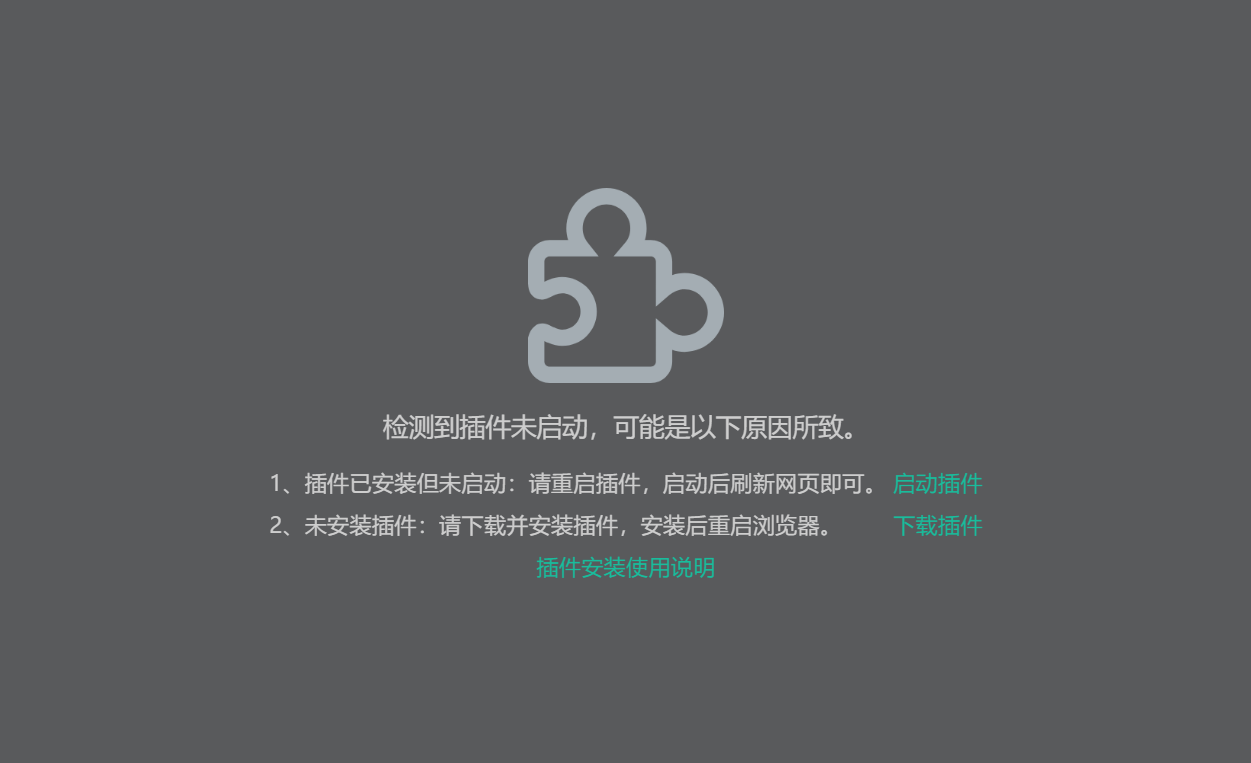 检测到插件未启动，可能是以下原因所致。
1、插件已安装但未启动：请重启插件，启动后刷新网页即可。 启动插件
2、未安装插件：请下载并安装插件，安装后重启浏览器。 下载插件
插件安装使用说明